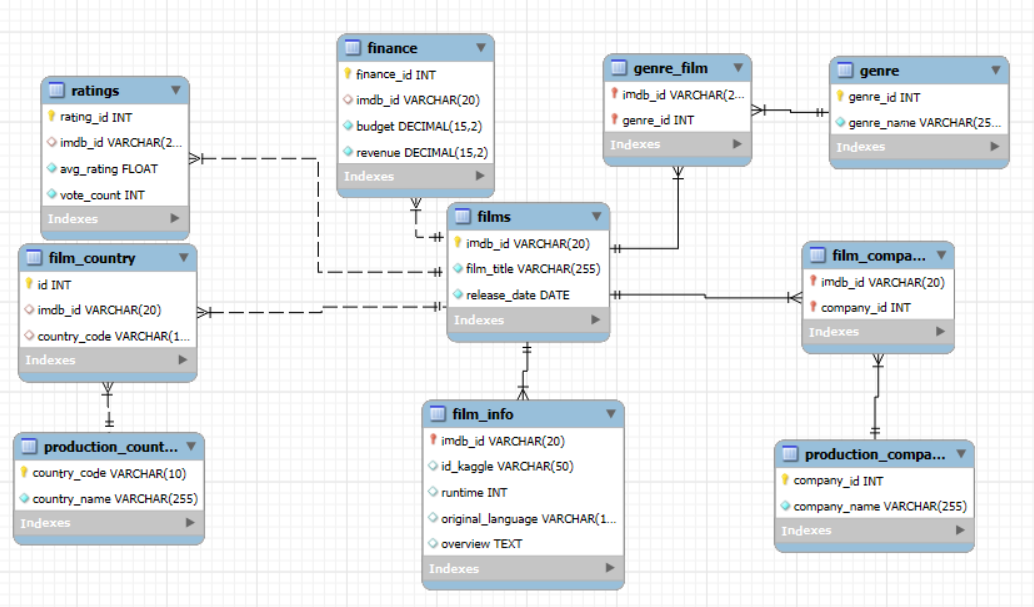 finance
finance_id INT
imdb_id VARCHAR(20)
budget DECIMAL(15,2)
revenue DECIMAL(15,2)
Indexes
genre_film
imdb_id VARCHAR(2...
genre_id INT
Indexes
genre
genre_id INT
genre_name VARCHAR(25...
Indexes
ratings
rating_id INT
imdb_id VARCHAR(2...
avg_rating FLOAT
vote_count INT
Indexes
films
imdb_id VARCHAR(20)
film_title VARCHAR(255)
release_date DATE
Indexes
film_country
id INT
imdb_id VARCHAR(20)
country_code VARCHAR(1...
Indexes
film_compa...
imdb_id VARCHAR(20)
company_id INT
Indexes
film_info
imdb_id VARCHAR(20)
id_kaggle VARCHAR(50)
runtime INT
original_language VARCHAR(1...
overview TEXT
Indexes
production_count...
country_code VARCHAR(10)
country_name VARCHAR(255)
Indexes
production_compa...
company_id INT
company_name VARCHAR(255)
Indexes